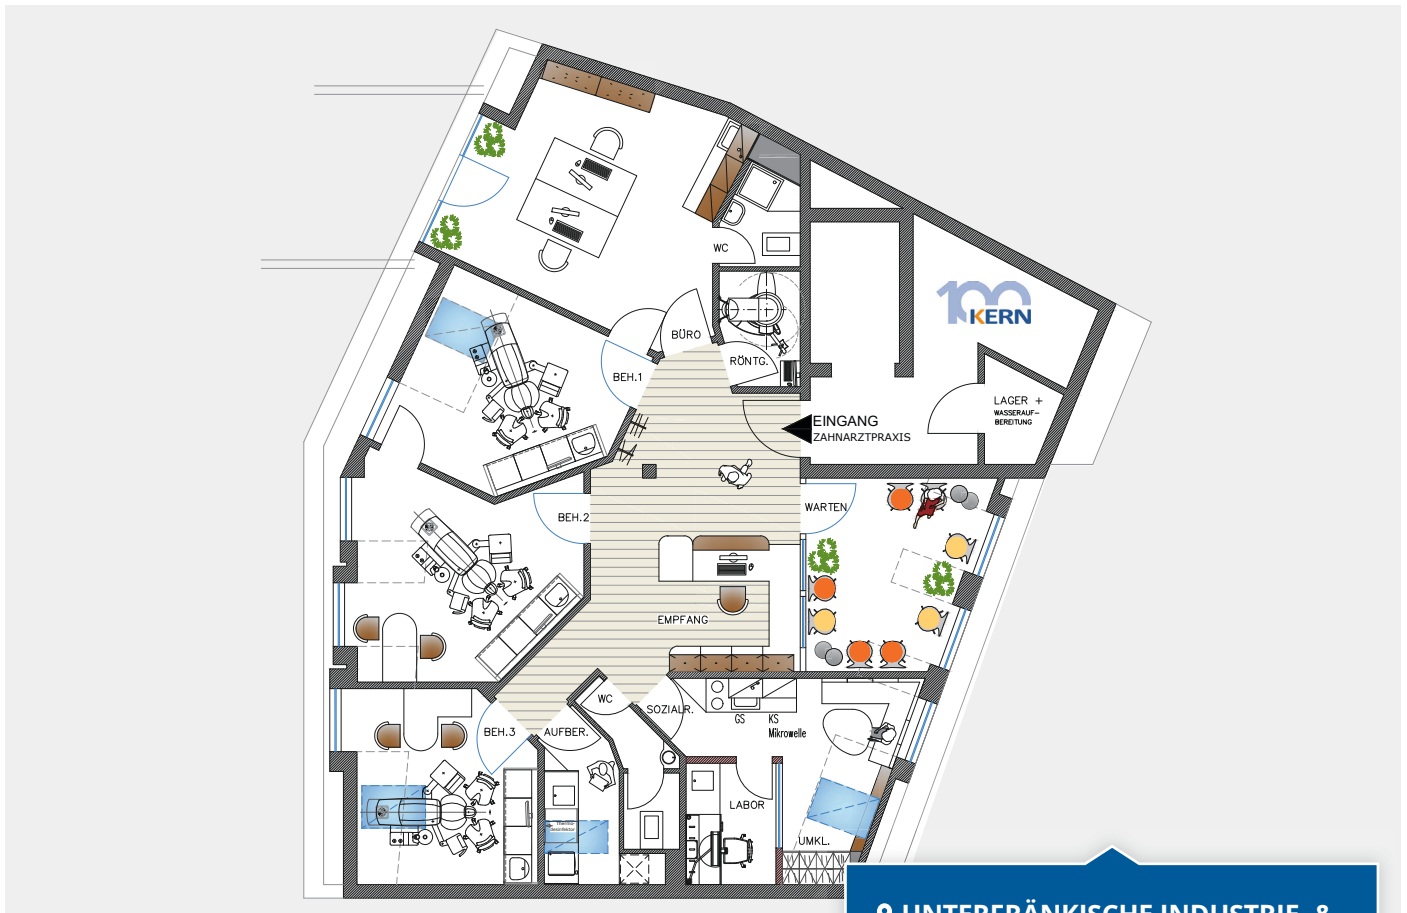 WC
100
KERN
BÜRO
RÖNTG.
BEH.1
LAGER +
WASSERAUF-
BEREITUNG
EINGANG
ZAHNARZTPRAXIS
WARTEN
BEH.2
EMPFANG
WC
SOZIALR.
GS
KS
Mikrowelle
BEH.3
AUFBER.
LABOR
desinfektor
UMKL.
UNTERFRÄNKISCHE INDUSTRIE- &